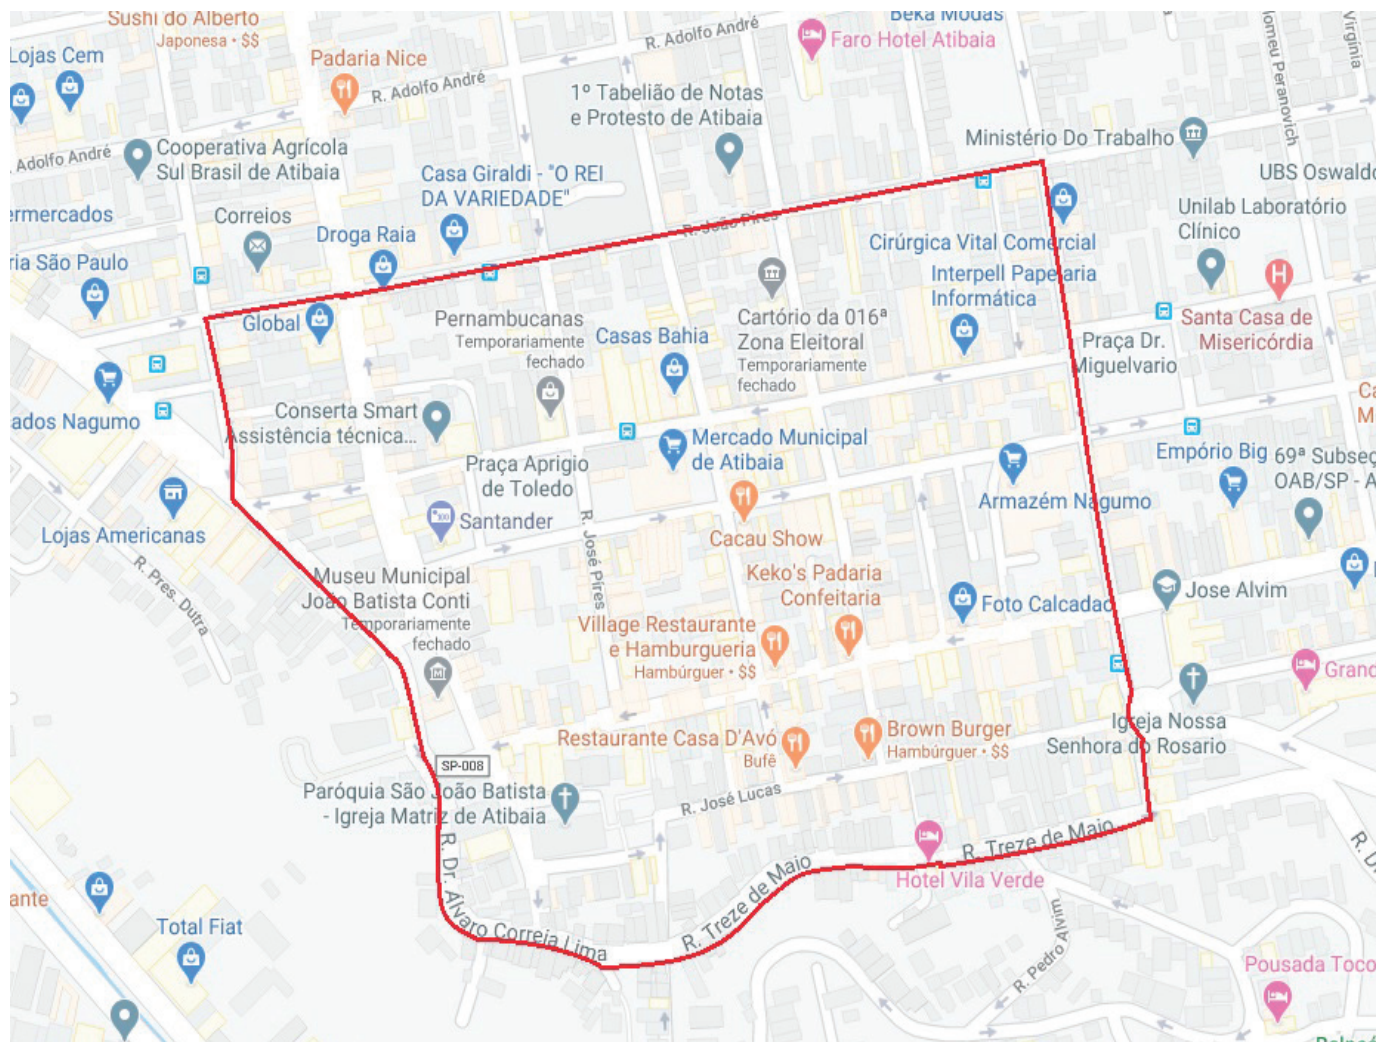 Sushi do Alberto
Japonesa • $$
Lojas Cem
Padaria Nice
R. Adolfo André
R. Adolfo André
Beka Modas
Faro Hotel Atibaia
Virgínia
lomeu Peranovich
1º Tabelião de Notas
e Protesto de Atibaia
Ministério Do Trabalho
Adolfo André
Cooperativa Agrícola
Sul Brasil de Atibaia
Casa Giraldi - "O REI
DA VARIEDADE"
UBS Oswaldo
ermercados
Correios
Droga Raia
R. João Pires
Unilab Laboratório
Clínico
Cirúrgica Vital Comercial
ria São Paulo
Interpell Papelaria
Informática
Global
Pernambucanas
Temporariamente
fechado
Casas Bahia
Cartório da 016ª
Zona Eleitoral
Temporariamente
fechado
Praça Dr.
Miguelvario
Santa Casa de
Misericórdia
ados Nagumo
Conserta Smart
Assistência técnica...
Mercado Municipal
de Atibaia
Ca
M
Praça Aprigio
de Toledo
Empório Big
69ª Subseç
OAB/SP - A
Armazém Nagumo
Lojas Americanas
Santander
R. José Pires
Cacau Show
R. Pres. Dutra
Museu Municipal
João Batista Conti
Temporariamente
fechado
Keko's Padaria
Confeitaria
Foto Calcadao
Jose Alvim
Village Restaurante
e Hamburgueria
Hambúrguer • $$
Grand
Igreja Nossa
Senhora do Rosario
Restaurante Casa D'Avó
Bufê
Brown Burger
Hambúrguer • $$
SP-008
Paróquia São João Batista
- Igreja Matriz de Atibaia
R. José Lucas
R. Treze de Maio
R. Treze de Maio
R. D
Hotel Vila Verde
ante
Total Fiat
R. Dr. Álvaro Correia Lima
R. Pedro Alvim
Pousada Toco